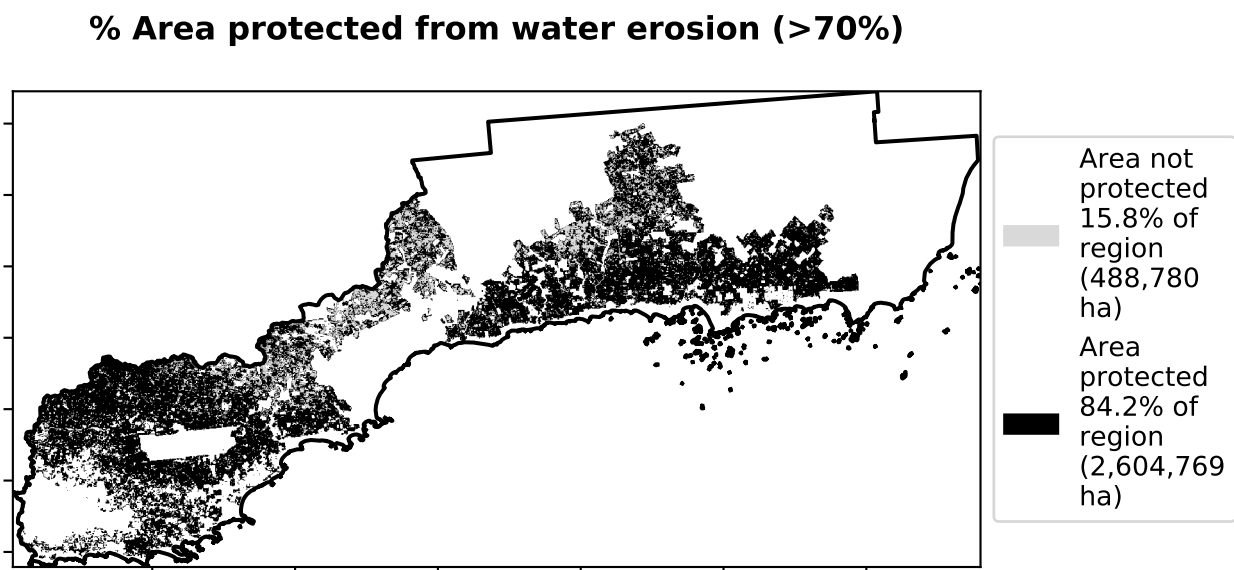 % Area protected from water erosion (>70%)
Area not
protected
15.8% of
region
(488,780
ha)
Area
protected
84.2% of
region
(2,604,769
ha)